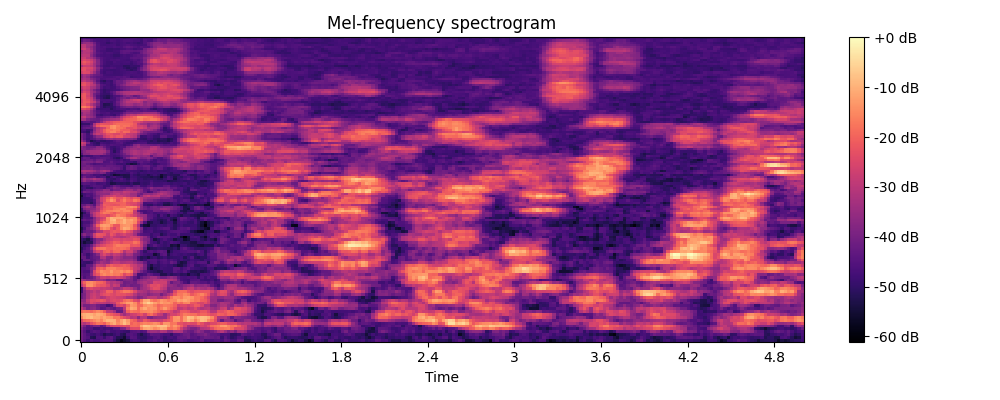 Mel-frequency spectrogram
Hz
4096
2048
1024
512
0
0 0.6 1.2 1.8 2.4 3 3.6 4.2 4.8
Time
+0 dB
-10 dB
-20 dB
-30 dB
-40 dB
-50 dB
-60 dB